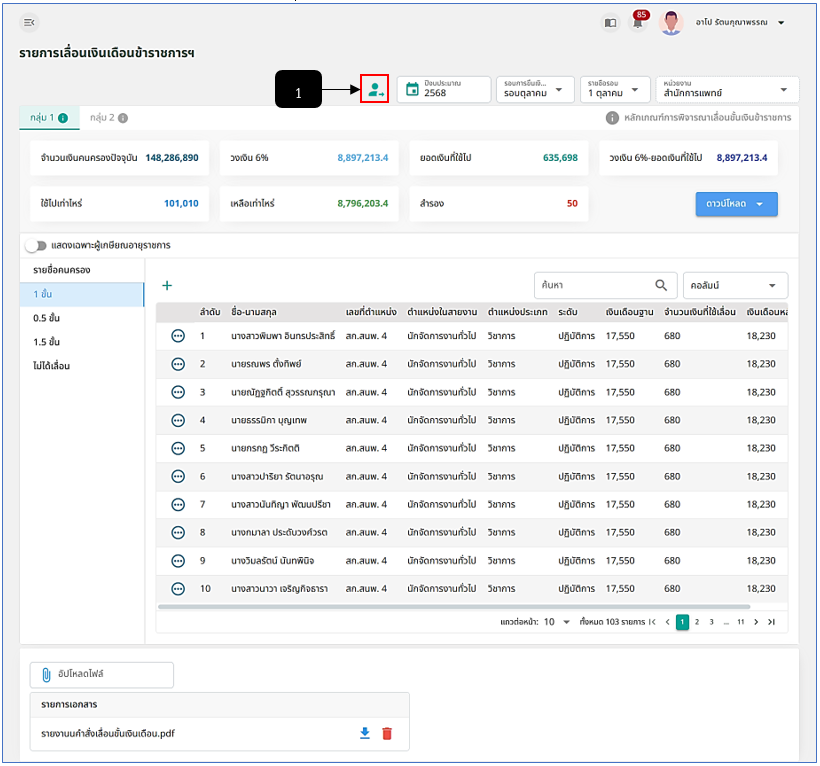 85
อาโป รัตนกุณาพรรณ
รายการเลื่อนเงินเดือนข้าราชการฯ
1
ปีงบประมาณ
2568
รอบการขึ้นเงิ...
รอบตุลาคม
รายชื่อรอบ
1 ตุลาคม
หน่วยงาน
สำนักการแพทย์
กลุ่ม 1 กลุ่ม 2 หลักเกณฑ์การพิจารณาเลื่อนขั้นเงินข้าราชการ
จำนวนเงินคนครองปัจจุบัน 148,286,890 วงเงิน 6% 8,897,213.4 ยอดเงินที่ใช้ไป 635,698 วงเงิน 6%-ยอดเงินที่ใช้ไป 8,897,213.4
ใช้ไปเท่าไหร่ 101,010 เหลือเท่าไหร่ 8,796,203.4 สำรอง 50 ดาวน์โหลด
แสดงเฉพาะผู้เกษียณอายุราชการ
รายชื่อคนครอง
1 ขั้น
0.5 ขั้น
1.5 ขั้น
ไม่ได้เลื่อน
ค้นหา คอลัมน์
ลำดับ ชื่อ-นามสกุล เลขที่ตำแหน่ง ตำแหน่งในสายงาน ตำแหน่งประเภท ระดับ เงินเดือนฐาน จำนวนเงินที่ใช้เลื่อน เงินเดือนหล
1 นางสาวพิมพา อินทรประสิทธิ์ สก.สนพ. 4 นักจัดการงานทั่วไป วิชาการ ปฏิบัติการ 17,550 680 18,230
2 นายรณพร ตั้งทิพย์ สก.สนพ. 4 นักจัดการงานทั่วไป วิชาการ ปฏิบัติการ 17,550 680 18,230
3 นายณัฏฐกิตติ์ สุวรรณกรุณา สก.สนพ. 4 นักจัดการงานทั่วไป วิชาการ ปฏิบัติการ 17,550 680 18,230
4 นายธรรมิกา บุญเทพ สก.สนพ. 4 นักจัดการงานทั่วไป วิชาการ ปฏิบัติการ 17,550 680 18,230
5 นายกรกฎ วีระกิตติ สก.สนพ. 4 นักจัดการงานทั่วไป วิชาการ ปฏิบัติการ 17,550 680 18,230
6 นางสาวปาริยา รัตนาอรุณ สก.สนพ. 4 นักจัดการงานทั่วไป วิชาการ ปฏิบัติการ 17,550 680 18,230
7 นางสาวนันทิญา พัฒนปรีชา สก.สนพ. 4 นักจัดการงานทั่วไป วิชาการ ปฏิบัติการ 17,550 680 18,230
8 นางกมาลา ประดับวงศ์วรต สก.สนพ. 4 นักจัดการงานทั่วไป วิชาการ ปฏิบัติการ 17,550 680 18,230
9 นางวิมลรัตน์ นันทพินิจ สก.สนพ. 4 นักจัดการงานทั่วไป วิชาการ ปฏิบัติการ 17,550 680 18,230
10 นางสาวนาวา เจริญกิจธารา สก.สนพ. 4 นักจัดการงานทั่วไป วิชาการ ปฏิบัติการ 17,550 680 18,230
แถวต่อหน้า: 10 ทั้งหมด 103 รายการ 1 2 3 ... 11
อัปโหลดไฟล์
รายการเอกสาร
รายงานนคำสั่งเลื่อนขั้นเงินเดือน.pdf